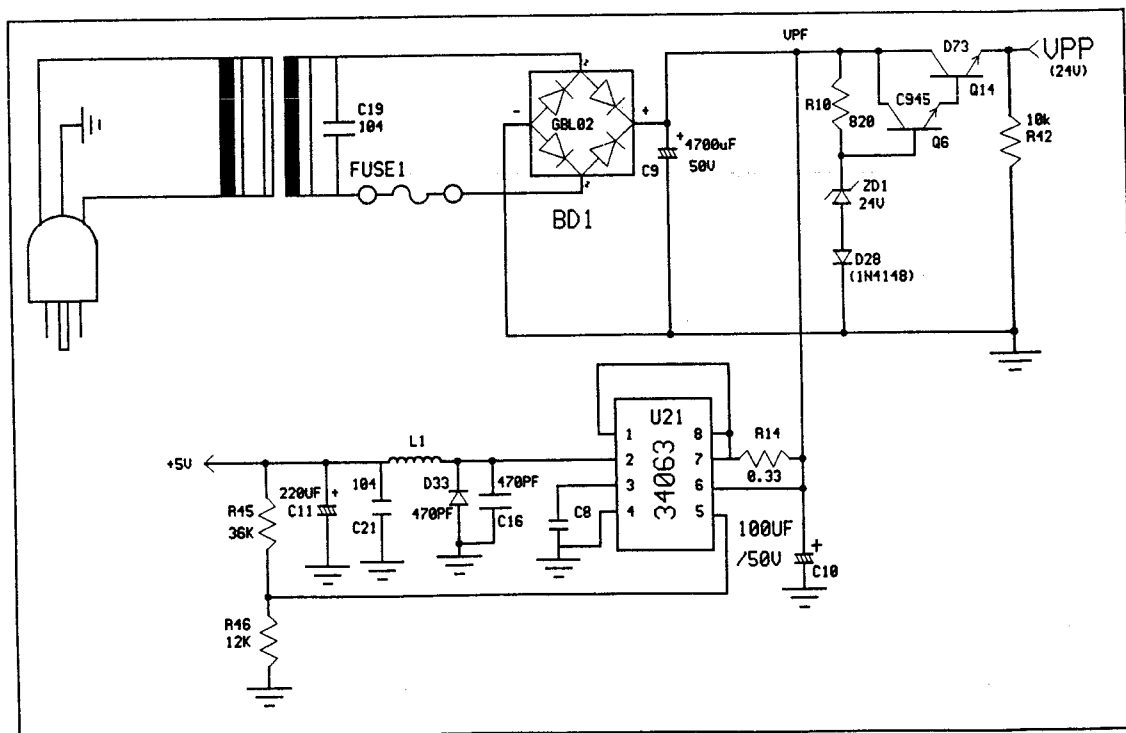 VPF
D73
VPP
(24V)
C19
104
-
GBL02
+
R10
820
C945
Q14
Q6
10k
R42
FUSE1
+
4700uF
50V
C9
ZD1
24V
BD1
D28
(1N4148)
U21
34063
1
2
3
4
8
7
6
5
L1
R14
0.33
+5V
220UF
+
C11
104
C21
D33
470PF
470PF
C16
C8
R45
36K
100UF
/50V
+
C10
R46
12K